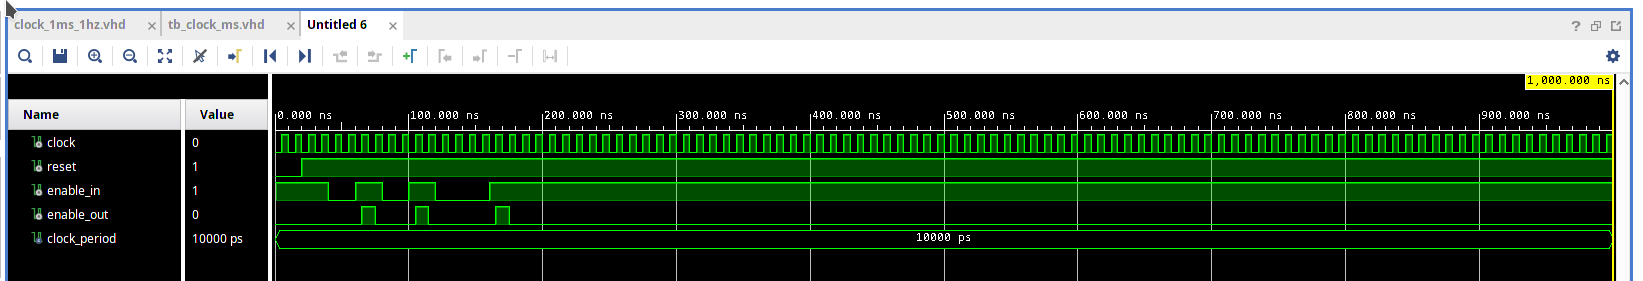 clock_1ms_1hz.vhd × tb_clock_ms.vhd × Untitled 6 × ?
1,000.000 ns
Name Value 0.000 ns 100.000 ns 200.000 ns 300.000 ns 400.000 ns 500.000 ns 600.000 ns 700.000 ns 800.000 ns 900.000 ns
clock 0
reset 1
enable_in 1
enable_out 0
clock_period 10000 ps 10000 ps